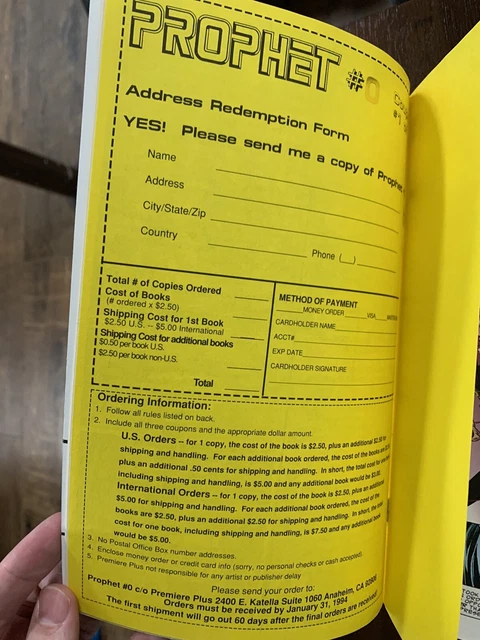 PROPHET #0
Address Redemption Form
YES! Please send me a copy of Prophet
Name
Address
City/State/Zip
Country
Phone (__)
Total # of Copies Ordered
Cost of Books
(# ordered x $2.50)
Shipping Cost for 1st Book
$2.50 U.S. -- $5.00 International
Shipping Cost for additional books
$0.50 per book U.S.
$2.50 per book non-U.S.
Total
METHOD OF PAYMENT
MONEY ORDER VISA
CARDHOLDER NAME
ACCT#
EXP DATE
CARDHOLDER SIGNATURE
Ordering Information:
1. Follow all rules listed on back.
2. Include all three coupons and the appropriate dollar amount.
U.S. Orders -- for 1 copy, the cost of the book is $2.50, plus an additional $2.50 for
shipping and handling. For each additional book ordered, the cost of the books are
plus an additional .50 cents for shipping and handling. In short, the total cost for
including shipping and handling, is $5.00 and any additional book would be $3.00
International Orders -- for 1 copy, the cost of the book is $2.50, plus an additional
$5.00 for shipping and handling. For each additional book ordered, the cost of the
books are $2.50, plus an additional $2.50 for shipping and handling. In short, the total
cost for one book, including shipping and handling, is $7.50 and any additional book
would be $5.00.
3. No Postal Office Box number addresses.
4. Enclose money order or credit card info (sorry, no personal checks or cash accepted).
5. Premiere Plus not responsible for any artist or publisher delay
Please send your order to:
Prophet #0 c/o Premiere Plus 2400 E. Katella Suite 1060 Anaheim, CA
Orders must be received by January 31, 1994
The first shipment will go out 60 days after the final orders are received